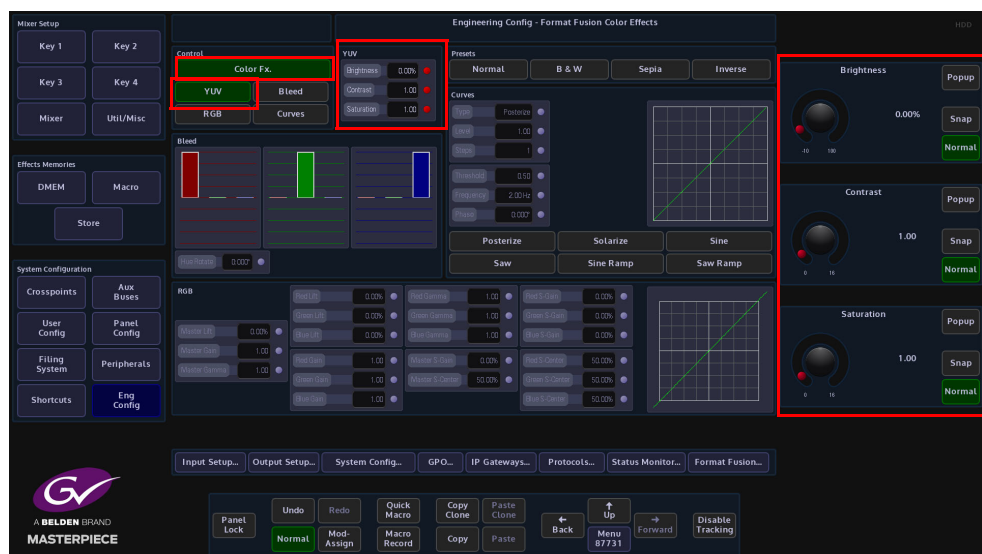 Mixer Setup
Engineering Config - Format Fusion Color Effects
HDD
Key 1
Key 2
Key 3
Key 4
Mixer
Util/Misc
Effects Memories
DMEM
Macro
Store
System Configuration
Crosspoints
Aux
Buses
User
Config
Panel
Config
Filing
System
Peripherals
Shortcuts
Eng
Config
Control
Color Fx.
YUV
Bleed
RGB
Curves
YUV
Brightness 0.00%
Contrast 1.00
Saturation 1.00
Presets
Normal
B & W
Sepia
Inverse
Curves
Type Posterize
Level 1.00
Steps 1
Threshold 0.50
Frequency 2.00Hz
Phase 0.000°
Posterize
Solarize
Sine
Saw
Sine Ramp
Saw Ramp
Bleed
Hue Rotate 0.000°
RGB
Master Lift 0.00%
Master Gain 1.00
Master Gamma 1.00
Red Lift 0.00%
Green Lift 0.00%
Blue Lift 0.00%
Red Gain 1.00
Green Gain 1.00
Blue Gain 1.00
Red Gamma 1.00
Green Gamma 1.00
Blue Gamma 1.00
Master S-Gain 0.00%
Master S-Center 50.00%
Red S-Gain 0.00%
Green S-Gain 0.00%
Blue S-Gain 0.00%
Red S-Center 50.00%
Green S-Center 50.00%
Blue S-Center 50.00%
Brightness
Popup
0.00%
Snap
-10 100
Normal
Contrast
Popup
1.00
Snap
0 16
Normal
Saturation
Popup
1.00
Snap
0 16
Normal
Input Setup...
Output Setup...
System Config...
GPO...
IP Gateways...
Protocols...
Status Monitor...
Format Fusion...
GV
A BELDEN BRAND
MASTERPIECE
Panel
Lock
Undo
Redo
Normal
Mod-
Assign
Quick
Macro
Macro
Record
Copy
Clone
Paste
Clone
Copy
Paste
Back
Up
Menu
87731
Forward
Disable
Tracking